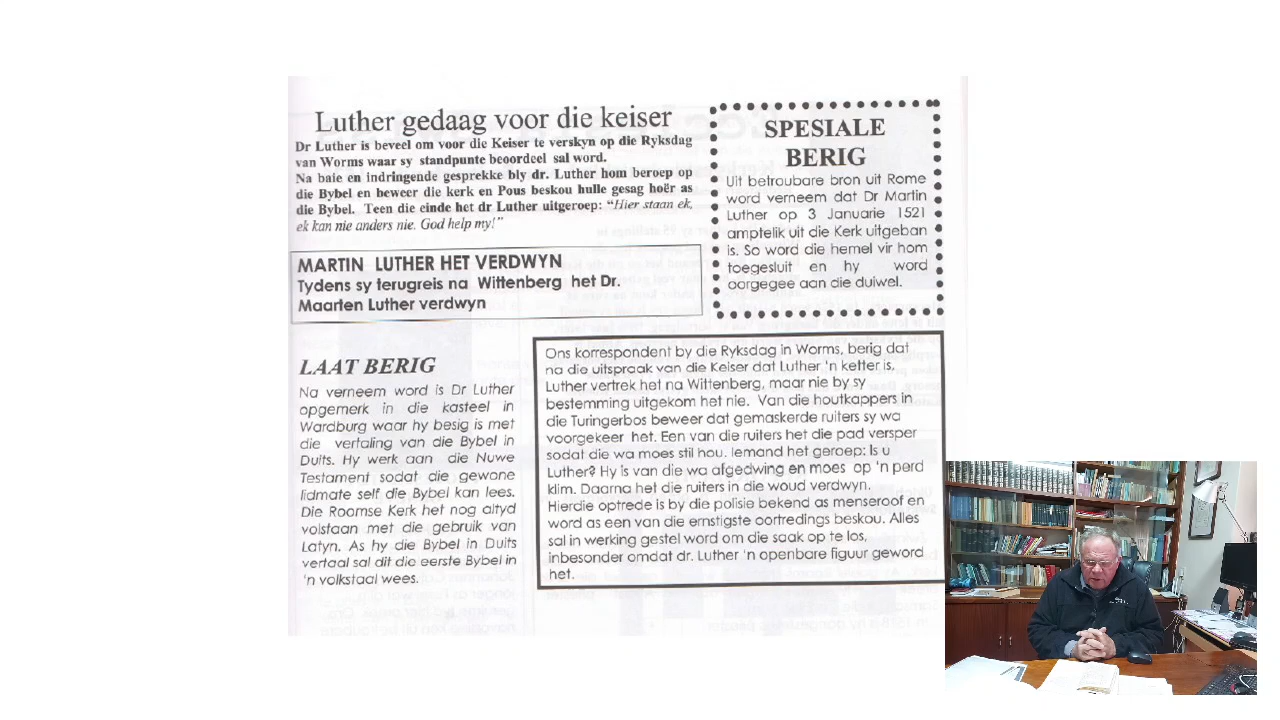 Luther gedaag voor die keiser
Dr Luther is beveel om voor die Keiser te verskyn op die Ryksdag
van Worms waar sy standpunte beoordeel sal word.
Na baie en indringende gesprekke bly dr. Luther hom beroep op
die Bybel en beweer die kerk en Pous beskou hulle gesag hoër as
die Bybel. Teen die einde het dr Luther uitgeroep: “Hier staan ek,
ek kan nie anders nie. God help my!”
MARTIN LUTHER HET VERDWYN
Tydens sy terugreis na Wittenberg het Dr.
Maarten Luther verdwyn
SPESIALE
BERIG
Uit betroubare bron uit Rome
word verneem dat Dr Martin
Luther op 3 Januarie 1521
amptelik uit die Kerk uitgeban
is. So word die hemel vir hom
toegesluit en hy word
oorgegee aan die duiwel.
LAAT BERIG
Na verneem word is Dr Luther
opgemerk in die kasteel in
Wardburg waar hy besig is met
die vertaling van die Bybel in
Duits. Hy werk aan die Nuwe
Testament sodat die gewone
lidmate self die Bybel kan lees.
Die Roomse Kerk het nog altyd
volstaan met die gebruik van
Latyn. As hy die Bybel in Duits
vertaal sal dit die eerste Bybel in
'n volkstaal wees.
Ons korrespondent by die Ryksdag in Worms, berig dat
na die uitspraak van die Keiser dat Luther 'n ketter is,
Luther vertrek het na Wittenberg, maar nie by sy
bestemming uitgekom het nie. Van die houtkappers in
die Turingerbos beweer dat gemaskerde ruiters sy wa
voorgekeer het. Een van die ruiters het die pad versper
sodat die wa moes stil hou. Iemand het geroep: Is u
Luther? Hy is van die wa afgedwing en moes op 'n perd
klim. Daarna het die ruiters in die woud verdwyn.
Hierdie optrede is by die polisie bekend as menseroof en
word as een van die ernstigste oortredings beskou. Alles
sal in werking gestel word om die saak op te los,
inbesonder omdat dr. Luther 'n openbare figuur geword
het.